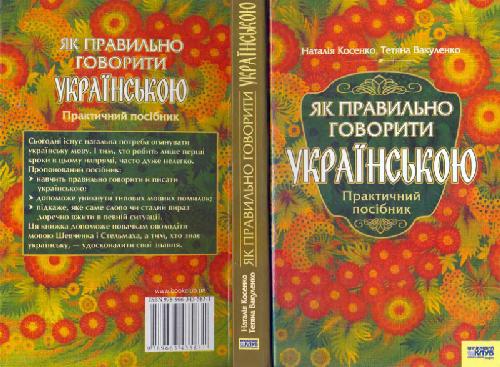 ЯК ПРАВИЛЬНО
ГОВОРИТИ
УКРАЇНСЬКОЮ
Практичний посібник
Сьогодні існує нагальна потреба опанувати
українську мову. І тим, хто робить лише перші
кроки в цьому напрямі, часто дуже нелегко.
Пропонований посібник:
навчить правильно говорити й писати
українською;
допоможе уникнути типових мовних помилок;
підкаже, яке саме слово чи сталий вираз
доречно вжити в певній ситуації.
Ця книжка допоможе новачкам оволодіти
мовою Шевченка і Стельмаха, а тим, хто знає
українську, — удосконалити свої знання.
www.bookclub.ua
Наталія Косенко
Тетяна Вакуленко
ЯК ПРАВИЛЬНО ГОВОРИТИ УКРАЇНСЬКОЮ
КЛУБ
Наталія Косенко, Тетяна Вакуленко
ЯК ПРАВИЛЬНО
ГОВОРИТИ
УКРАЇНСЬКОЮ
Практичний
посібник
КЛУБ